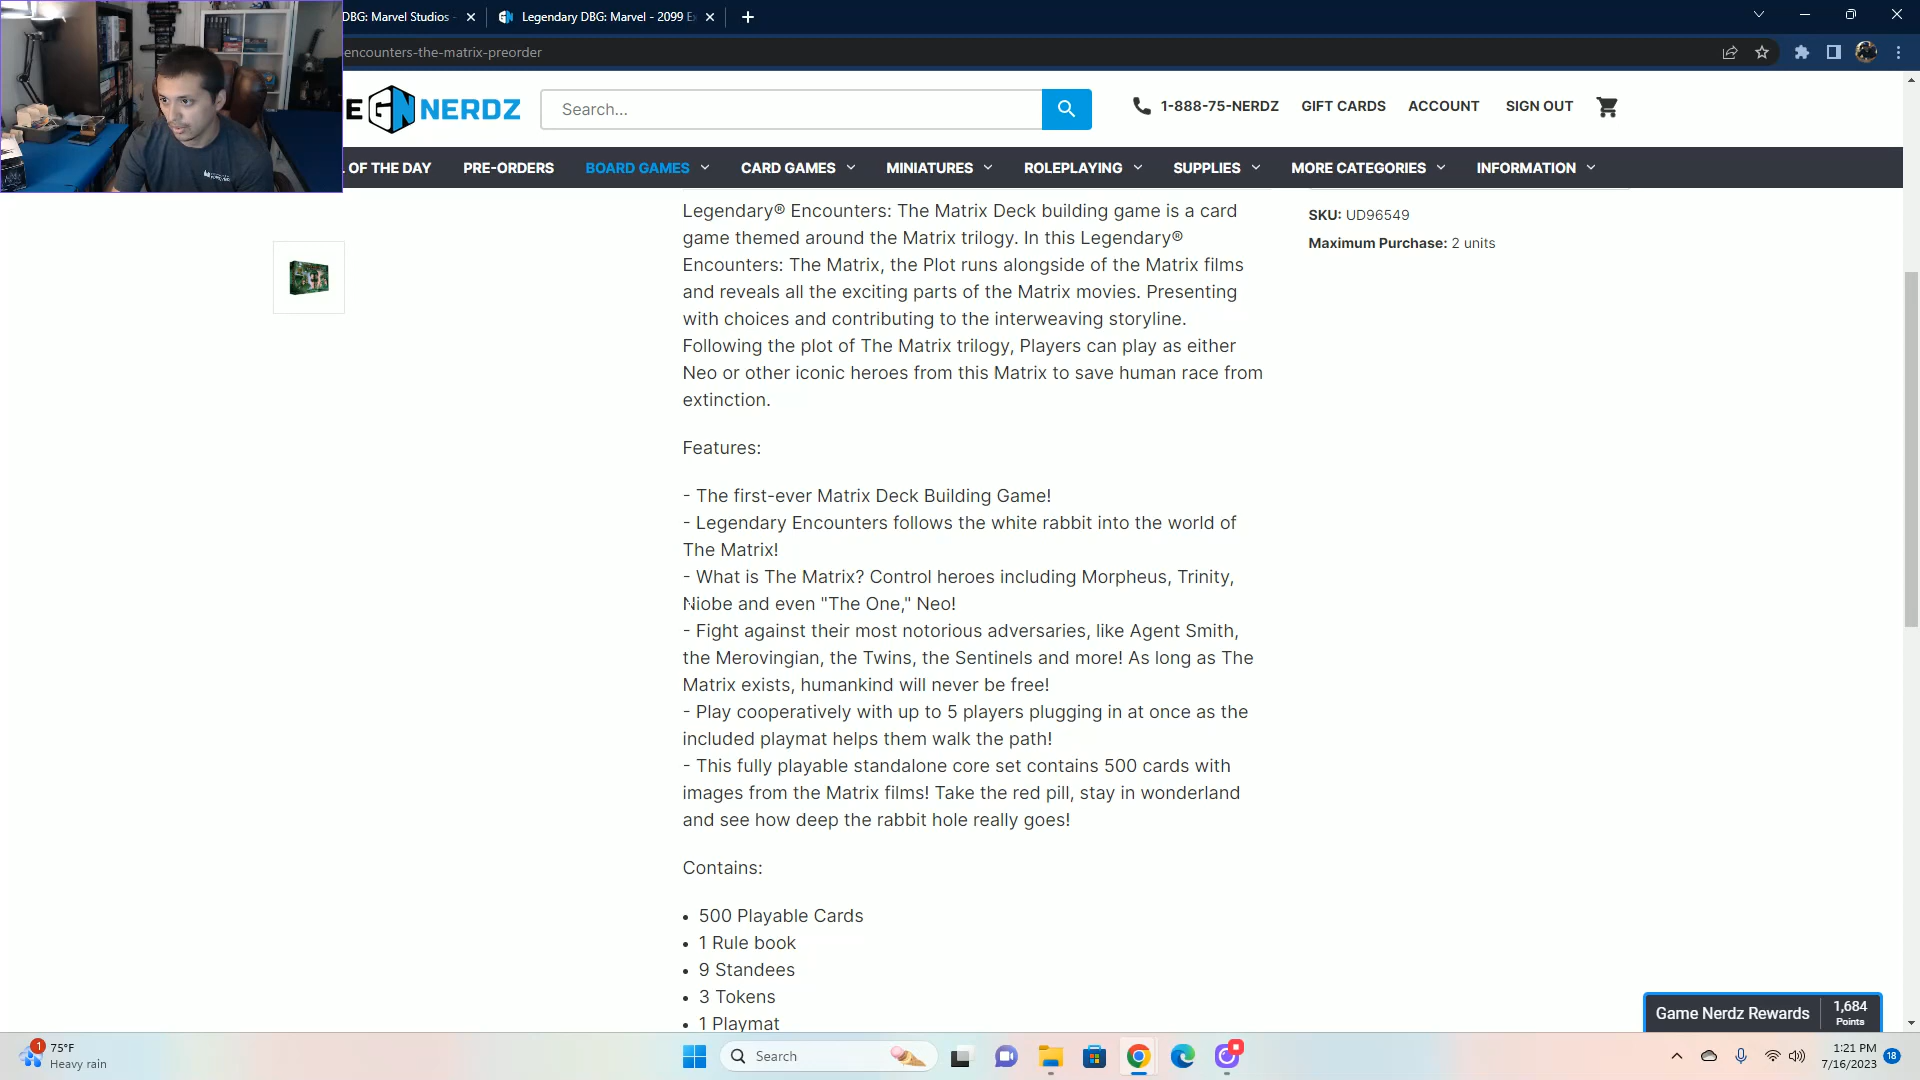 DBG: Marvel Studios -
GN Legendary DBG: Marvel - 2099 Ex
encounters-the-matrix-preorder
E GN NERDZ
Search...
1-888-75-NERDZ GIFT CARDS ACCOUNT SIGN OUT
OF THE DAY PRE-ORDERS BOARD GAMES CARD GAMES MINIATURES ROLEPLAYING SUPPLIES MORE CATEGORIES INFORMATION
Legendary® Encounters: The Matrix Deck building game is a card
game themed around the Matrix trilogy. In this Legendary®
Encounters: The Matrix, the Plot runs alongside of the Matrix films
and reveals all the exciting parts of the Matrix movies. Presenting
with choices and contributing to the interweaving storyline.
Following the plot of The Matrix trilogy, Players can play as either
Neo or other iconic heroes from this Matrix to save human race from
extinction.
Features:
- The first-ever Matrix Deck Building Game!
- Legendary Encounters follows the white rabbit into the world of
The Matrix!
- What is The Matrix? Control heroes including Morpheus, Trinity,
Niobe and even "The One," Neo!
- Fight against their most notorious adversaries, like Agent Smith,
the Merovingian, the Twins, the Sentinels and more! As long as The
Matrix exists, humankind will never be free!
- Play cooperatively with up to 5 players plugging in at once as the
included playmat helps them walk the path!
- This fully playable standalone core set contains 500 cards with
images from the Matrix films! Take the red pill, stay in wonderland
and see how deep the rabbit hole really goes!
Contains:
• 500 Playable Cards
• 1 Rule book
• 9 Standees
• 3 Tokens
• 1 Playmat
SKU: UD96549
Maximum Purchase: 2 units
Game Nerdz Rewards
1,684
Points
1
75°F
Heavy rain
Search
1:21 PM
7/16/2023
18